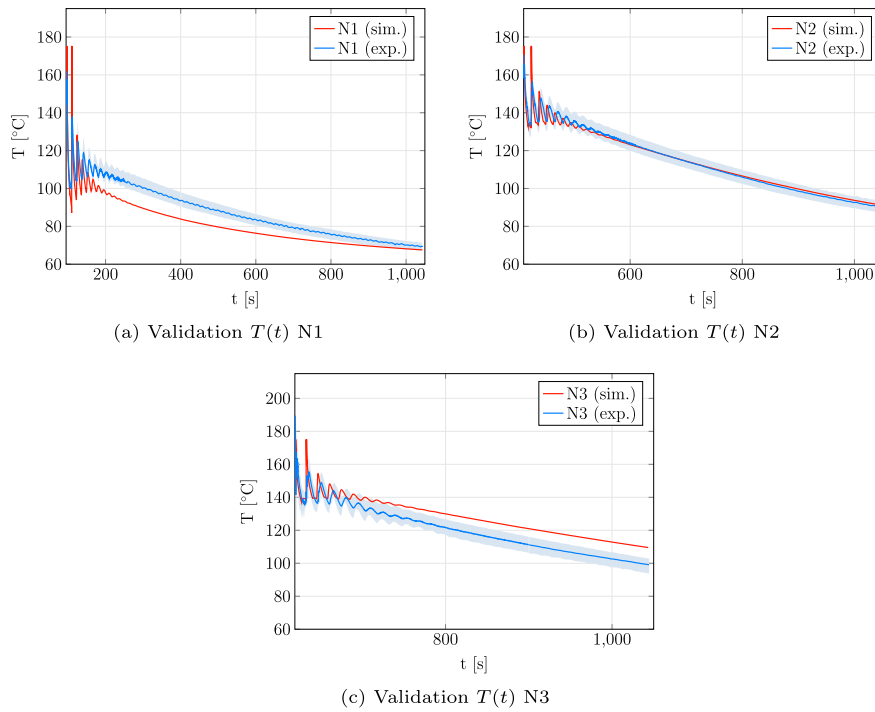 180
160
140
120
100
80
60
T [°C]
N1 (sim.)
N1 (exp.)
200
400
600
800
1,000
t [s]
(a) Validation T(t) N1
180
160
140
120
100
80
60
T [°C]
N2 (sim.)
N2 (exp.)
600
800
1,000
t [s]
(b) Validation T(t) N2
200
180
160
140
120
100
80
60
T [°C]
N3 (sim.)
N3 (exp.)
800
1,000
t [s]
(c) Validation T(t) N3